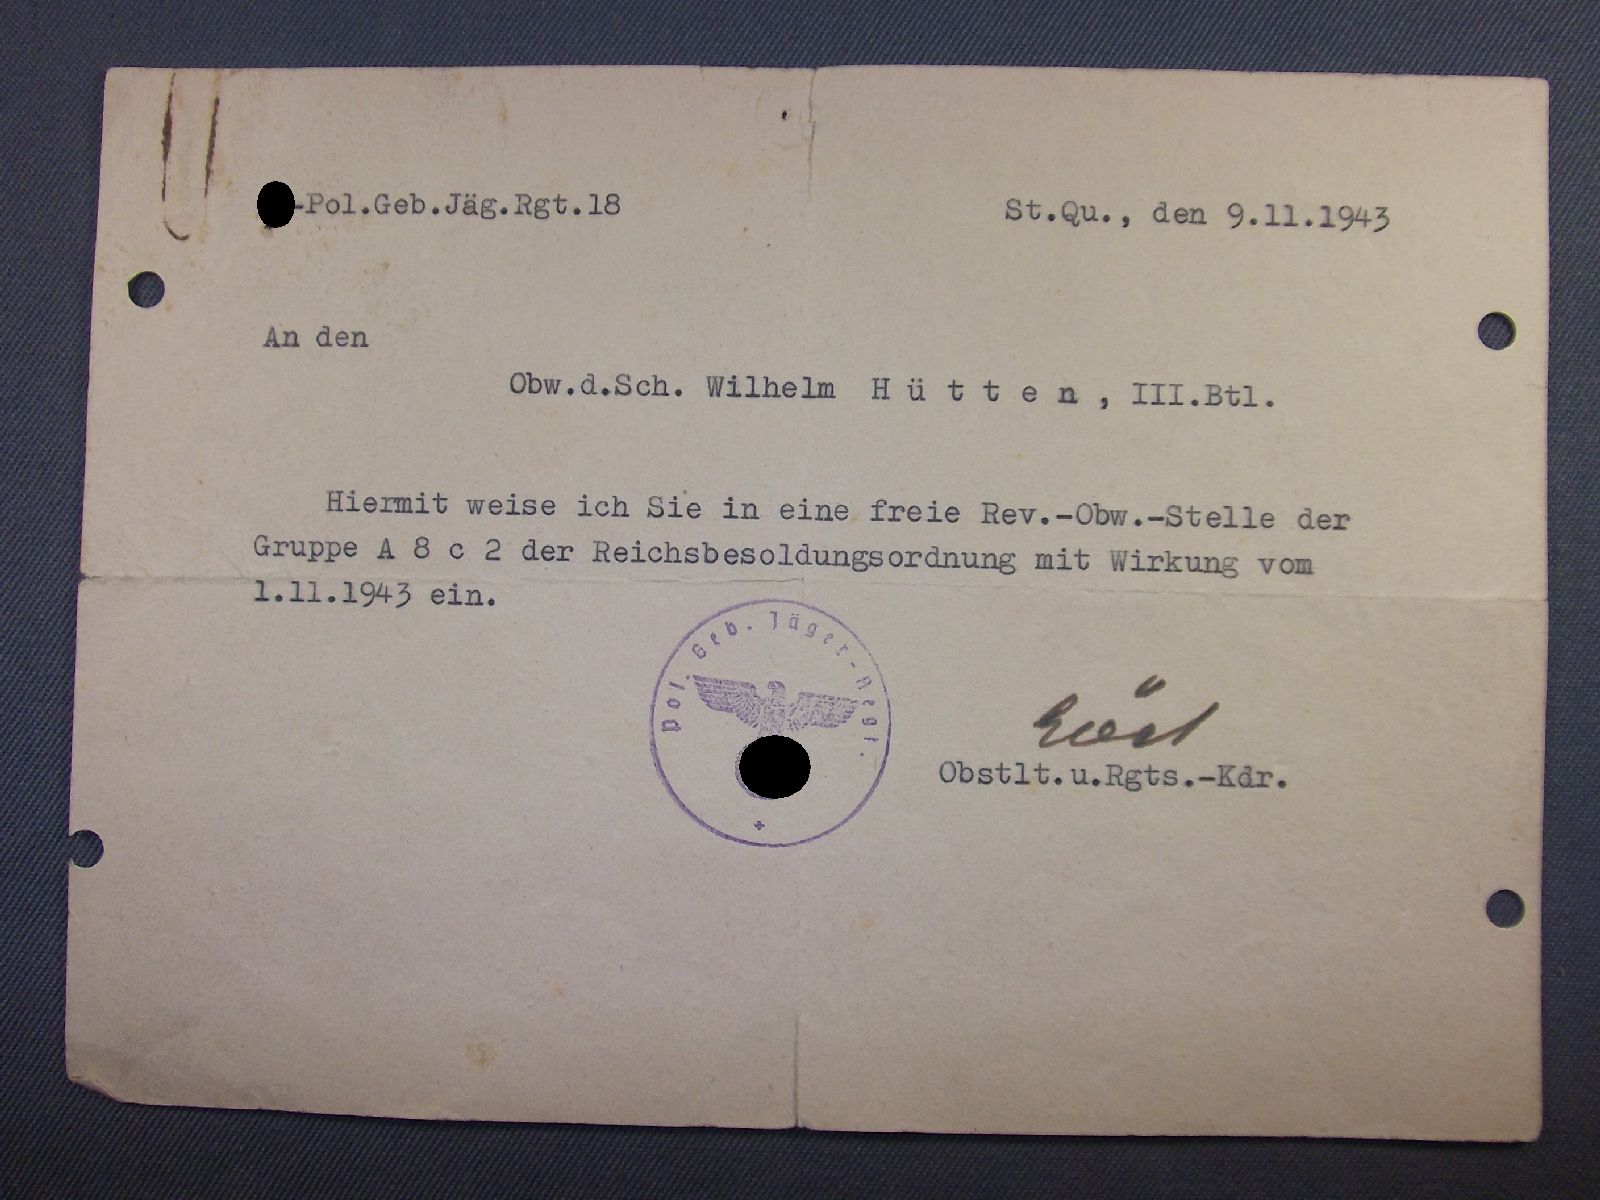 -Pol.Geb.Jäg.Rgt.18
St.Qu., den 9.11.1943
An den
Obw.d.Sch. Wilhelm H ü t t e n , III.Btl.
Hiermit weise ich Sie in eine freie Rev.-Obw.-Stelle der
Gruppe A 8 c 2 der Reichsbesoldungsordnung mit Wirkung vom
1.11.1943 ein.
Pol. Geb. Jäger-Regt.
Obstlt.u.Rgts.-Kdr.